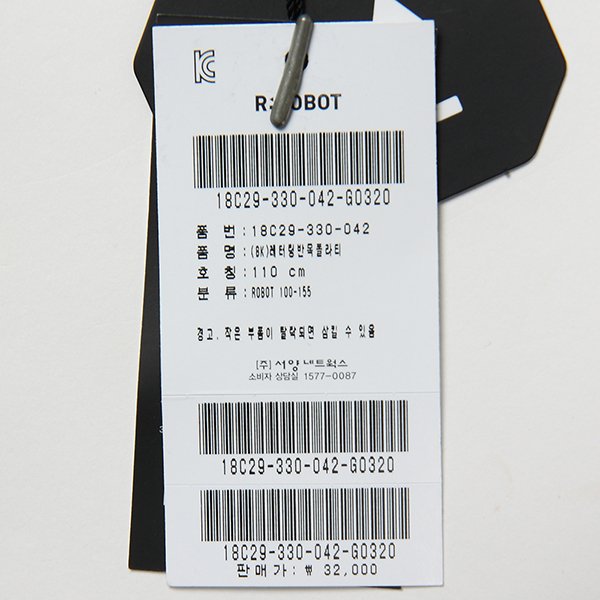 R:ROBOT
18C29-330-042-G0320
품 번 : 18C29-330-042
품 명 : (BK)레터링반목폴라티
호 칭 : 110 cm
분 류 : ROBOT 100-155
경고. 작은 부품이 탈락되면 삼킬 수 있음
(주) 서양네트웍스
소비자 상담실 1577-0087
18C29-330-042-G0320
18C29-330-042-G0320
판매가 : ₩ 32,000